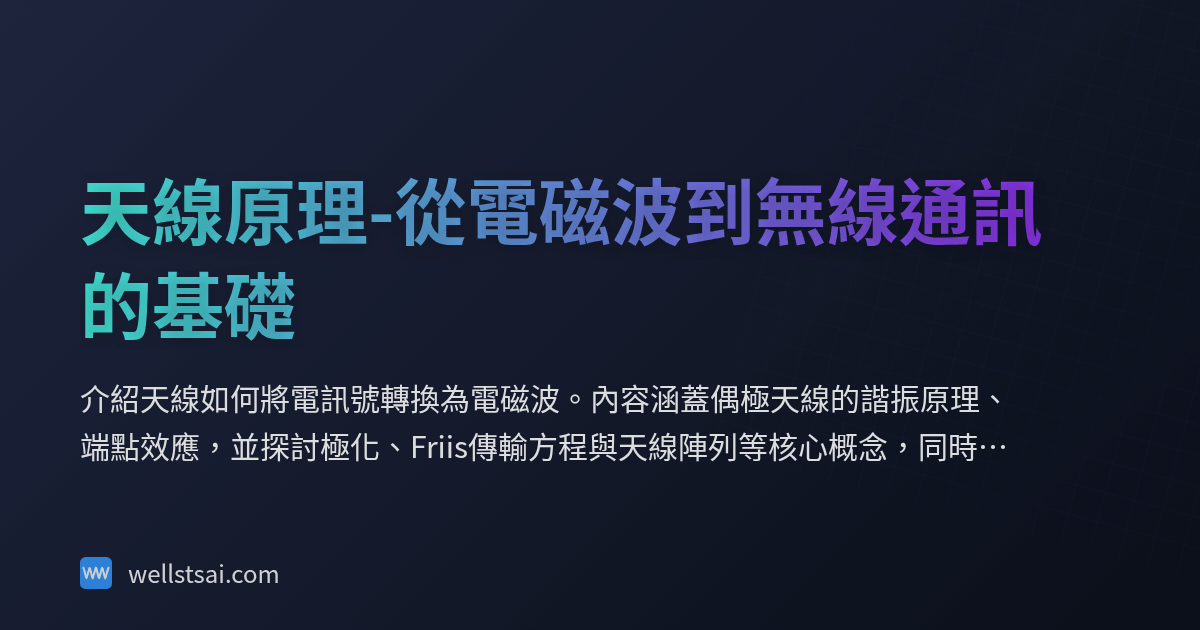 天線原理-從電磁波到無線通訊
的基礎
介紹天線如何將電訊號轉換為電磁波。內容涵蓋偶極天線的諧振原理、
端點效應，並探討極化、Friis傳輸方程與天線陣列等核心概念，同時…
W
wellstsai.com